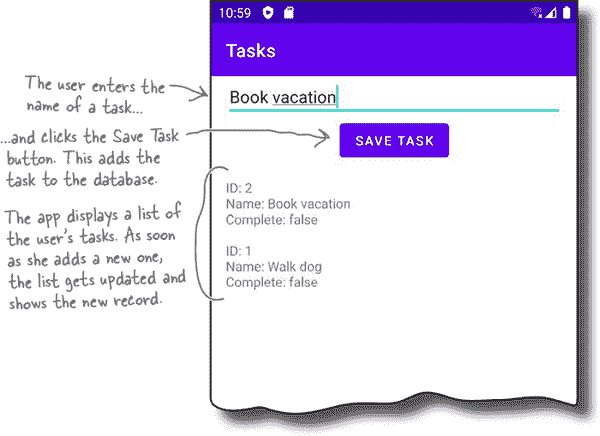 10:59
Tasks
The user enters the
name of a task...
Book vacation
...and clicks the Save Task
button. This adds the
task to the database.
SAVE TASK
The app displays a list of
the user's tasks. As soon
as she adds a new one,
the list gets updated and
shows the new record.
ID: 2
Name: Book vacation
Complete: false
ID: 1
Name: Walk dog
Complete: false